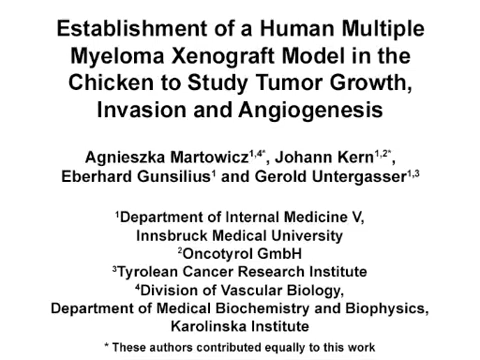 Establishment of a Human Multiple
Myeloma Xenograft Model in the
Chicken to Study Tumor Growth,
Invasion and Angiogenesis
Agnieszka Martowicz1,4*, Johann Kern1,2*,
Eberhard Gunsilius1 and Gerold Untergasser1,3
1Department of Internal Medicine V,
Innsbruck Medical University
2Oncotyrol GmbH
3Tyrolean Cancer Research Institute
4Division of Vascular Biology,
Department of Medical Biochemistry and Biophysics,
Karolinska Institute
* These authors contributed equally to this work